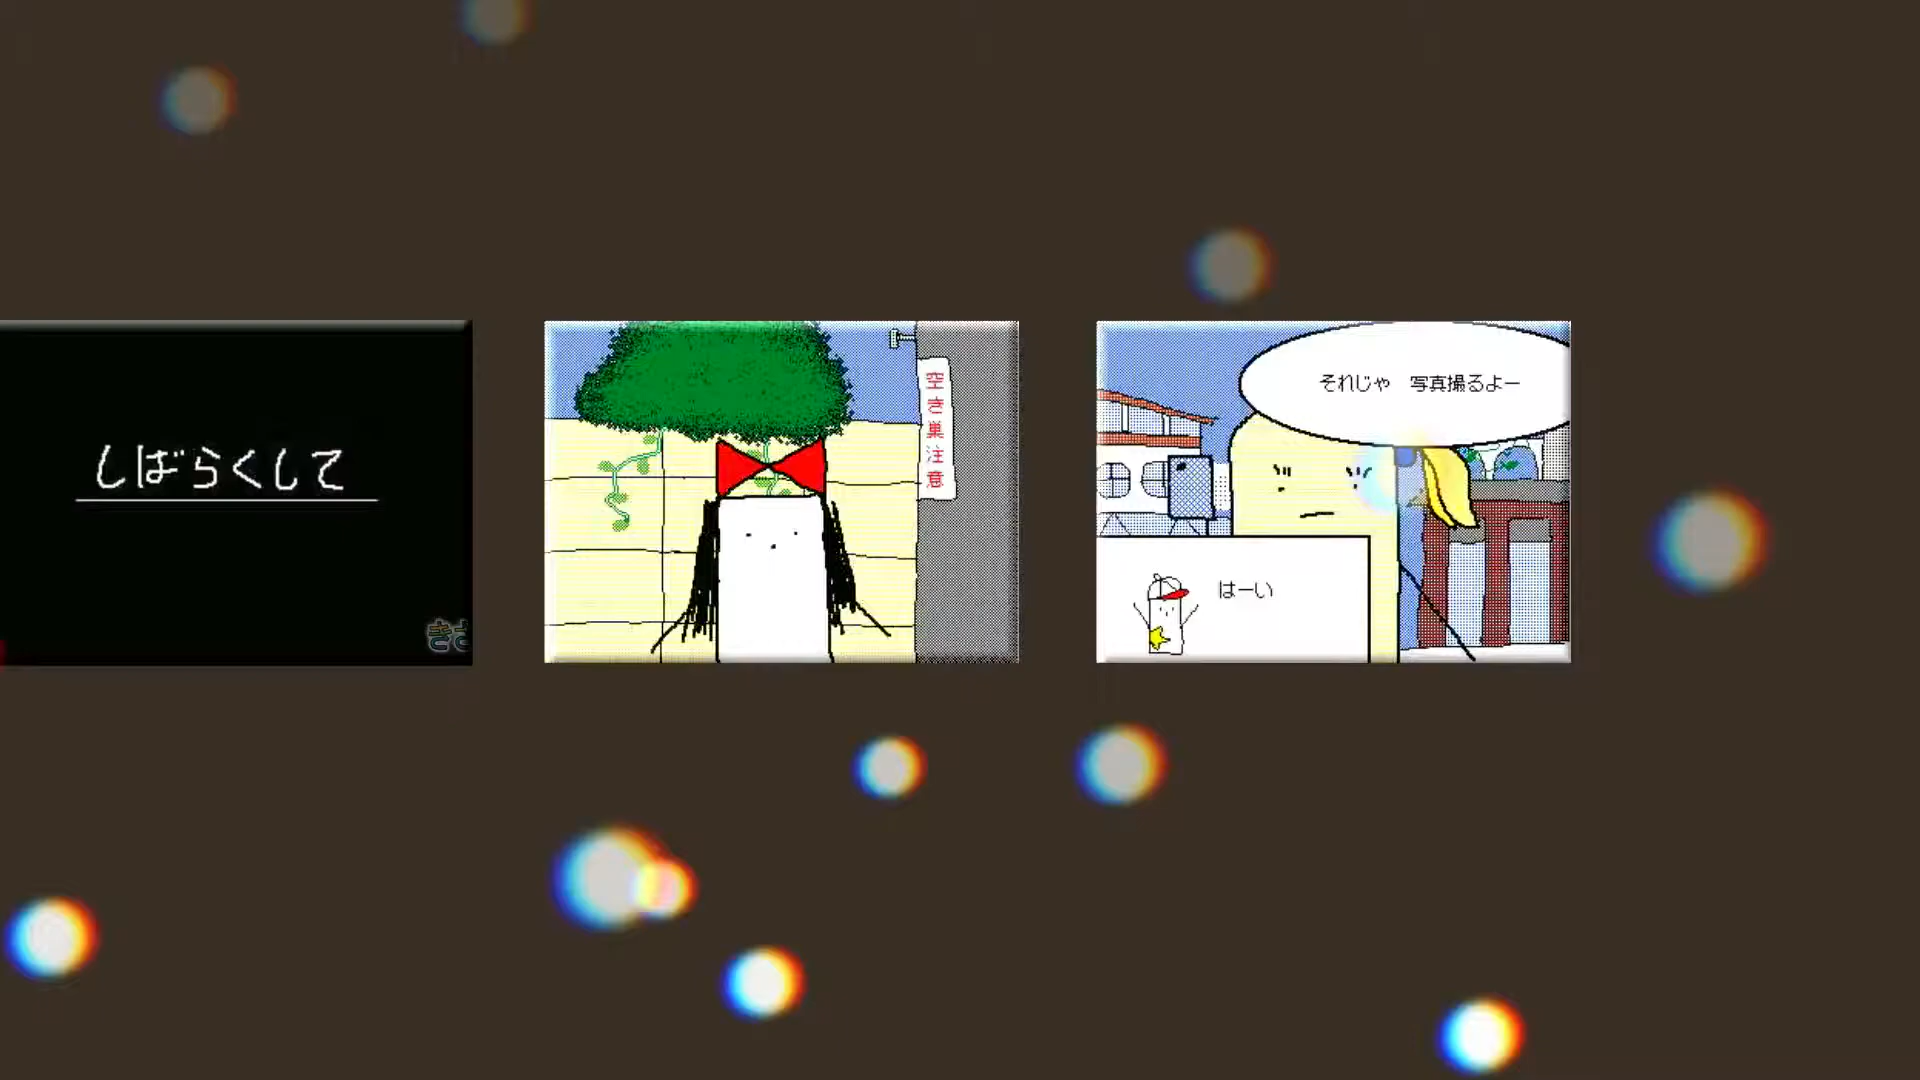 しばらくして
き
空き巣注意
それじゃ 写真撮るよー
はーい